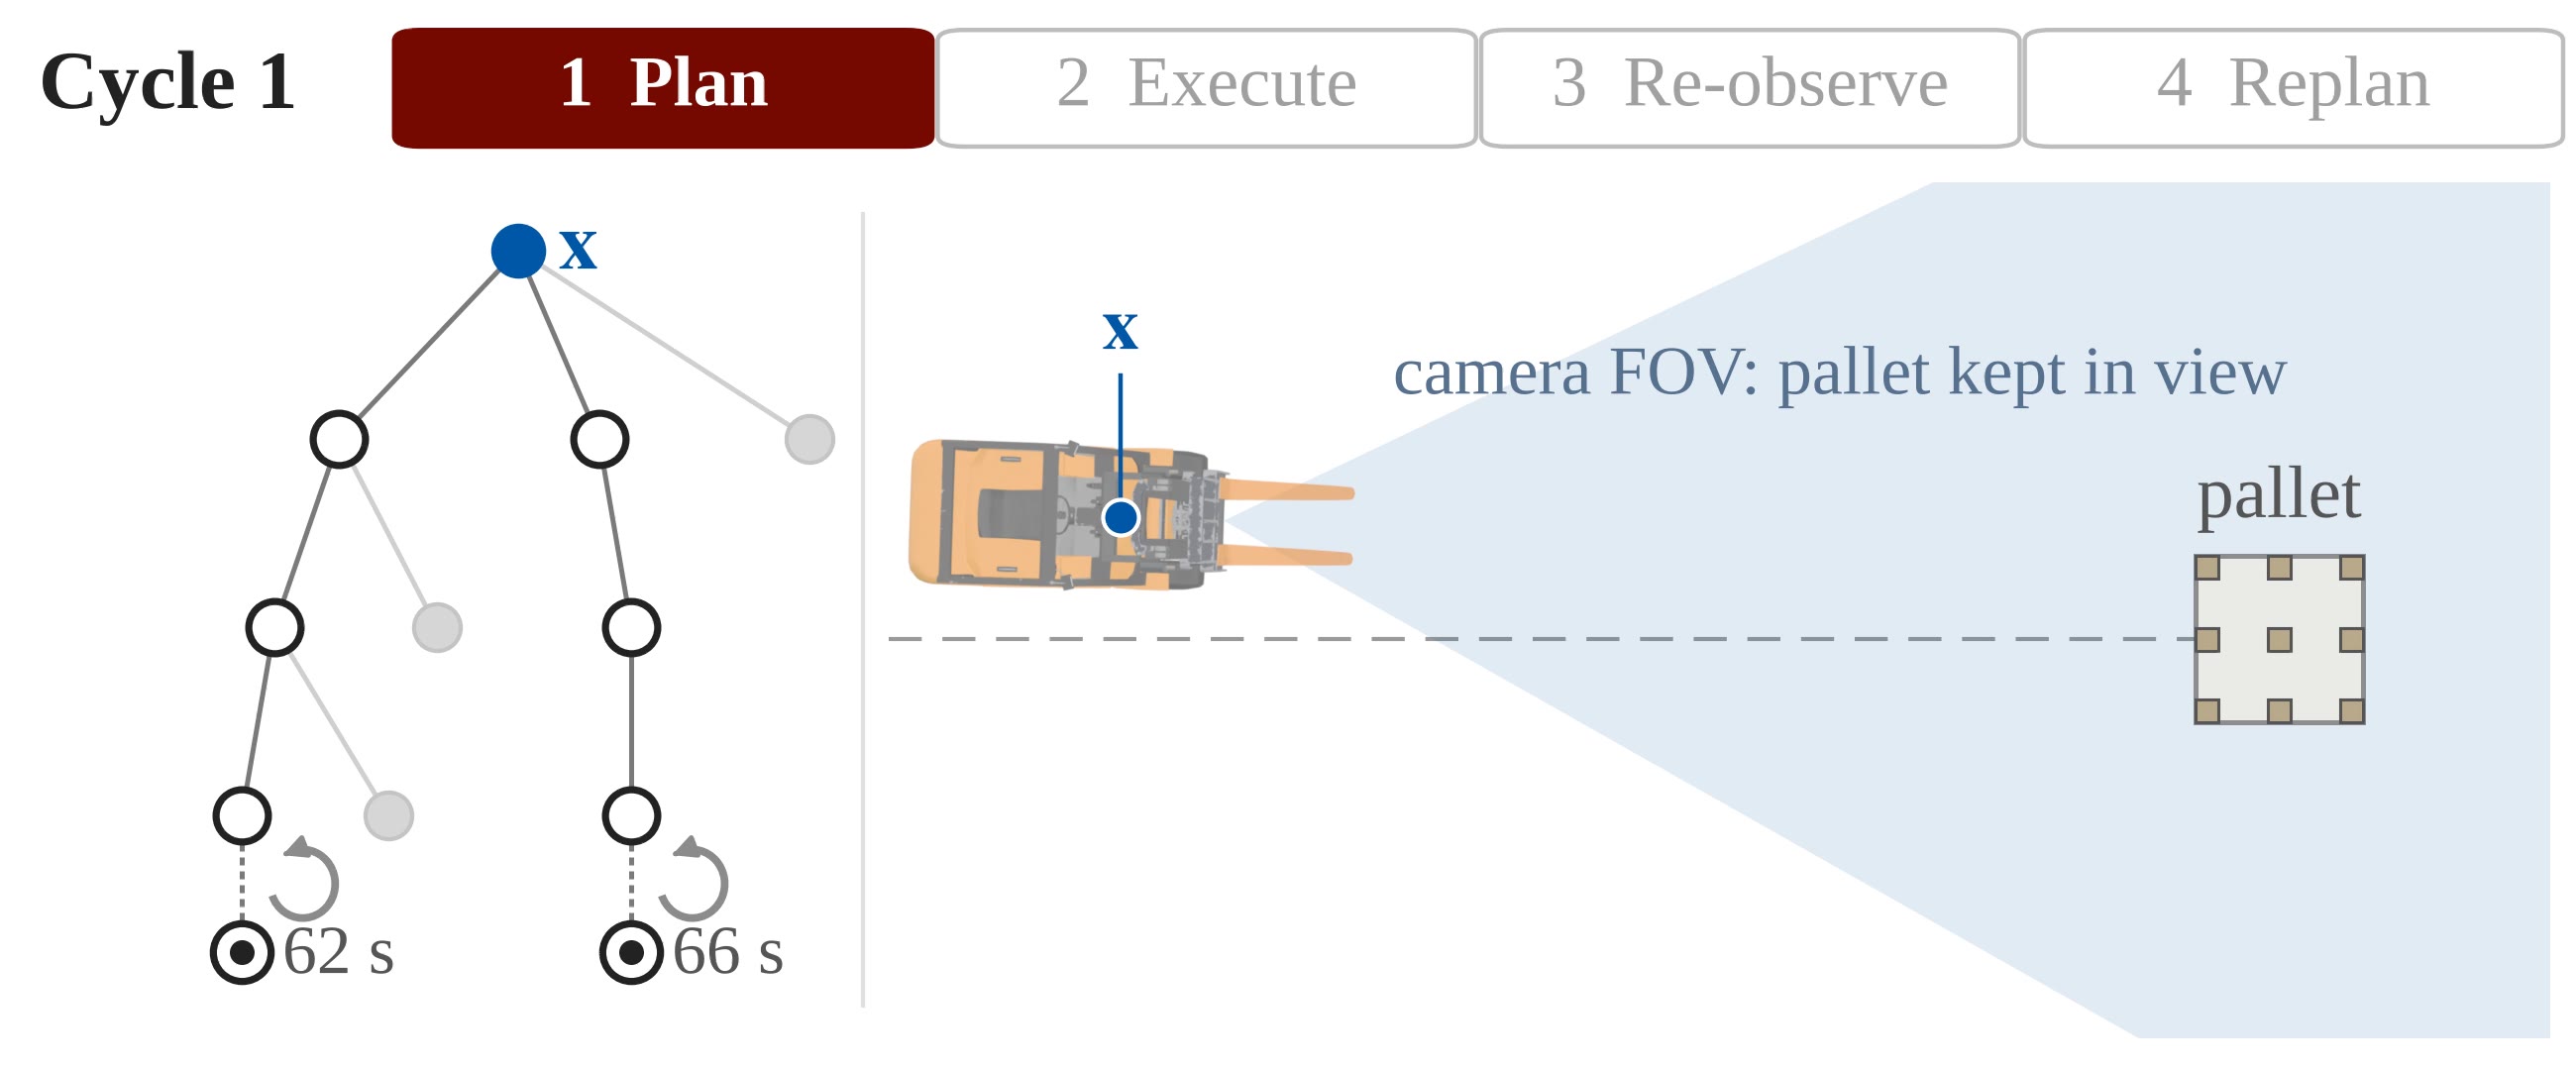 Cycle 1
1 Plan
2 Execute
3 Re-observe
4 Replan
x
x
camera FOV: pallet kept in view
pallet
62 s
66 s